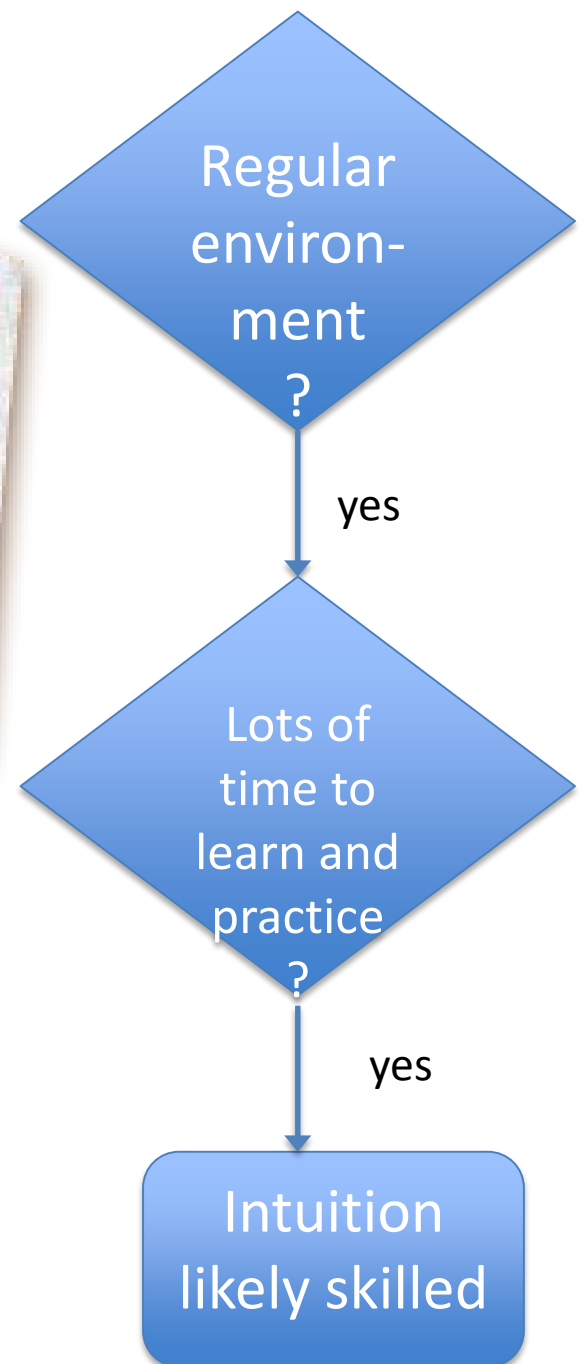 Regular
environ-
ment
?
yes
Lots of
time to
learn and
practice
?
yes
Intuition
likely skilled